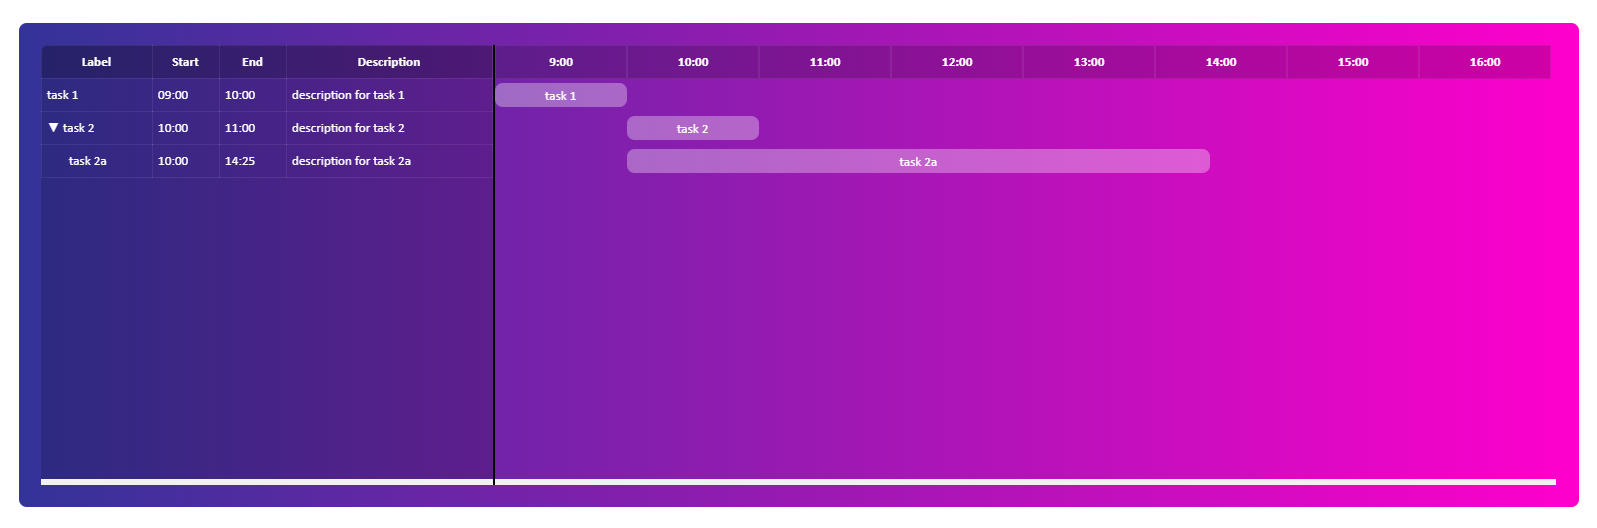 Label Start End Description 9:00 10:00 11:00 12:00 13:00 14:00 15:00 16:00
task 1 09:00 10:00 description for task 1 task 1
▼ task 2 10:00 11:00 description for task 2 task 2
task 2a 10:00 14:25 description for task 2a task 2a